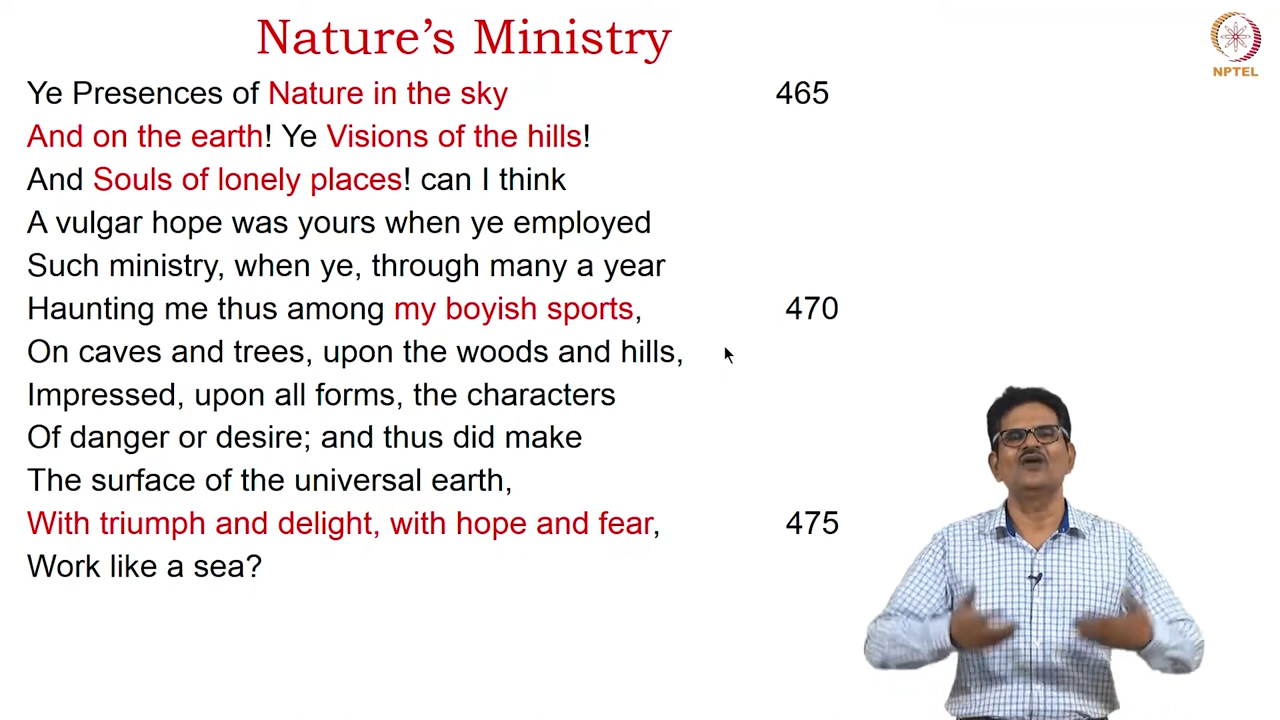 Nature's Ministry
NPTEL
Ye Presences of Nature in the sky 465
And on the earth! Ye Visions of the hills!
And Souls of lonely places! can I think
A vulgar hope was yours when ye employed
Such ministry, when ye, through many a year
Haunting me thus among my boyish sports, 470
On caves and trees, upon the woods and hills,
Impressed, upon all forms, the characters
Of danger or desire; and thus did make
The surface of the universal earth,
With triumph and delight, with hope and fear, 475
Work like a sea?